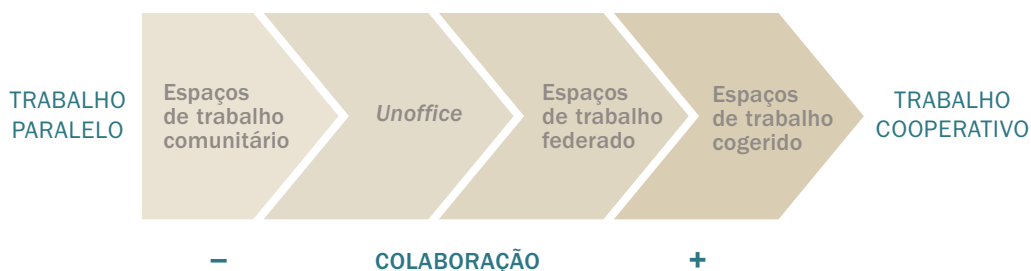 TRABALHO
PARALELO
Espaços
de trabalho
comunitário
Unoffice
Espaços
de trabalho
federado
Espaços
de trabalho
cogerido
TRABALHO
COOPERATIVO
– COLABORAÇÃO +